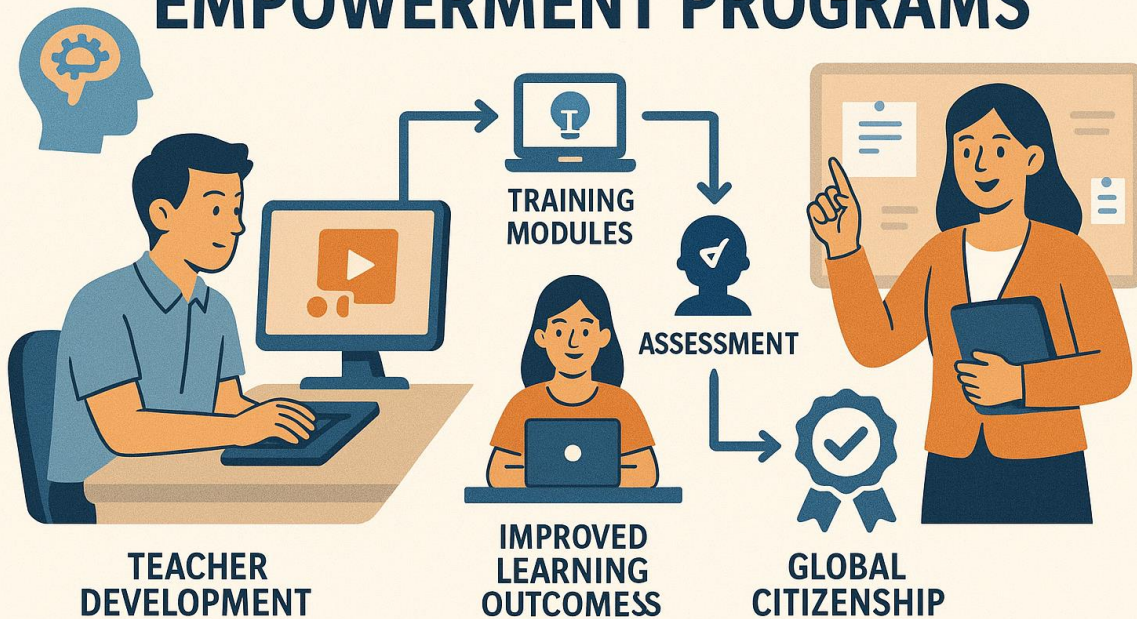 EMPOWERMENT PROGRAMS
TRAINING
MODULES
ASSESSMENT
TEACHER
DEVELOPMENT
IMPROVED
LEARNING
OUTCOMESS
GLOBAL
CITIZENSHIP